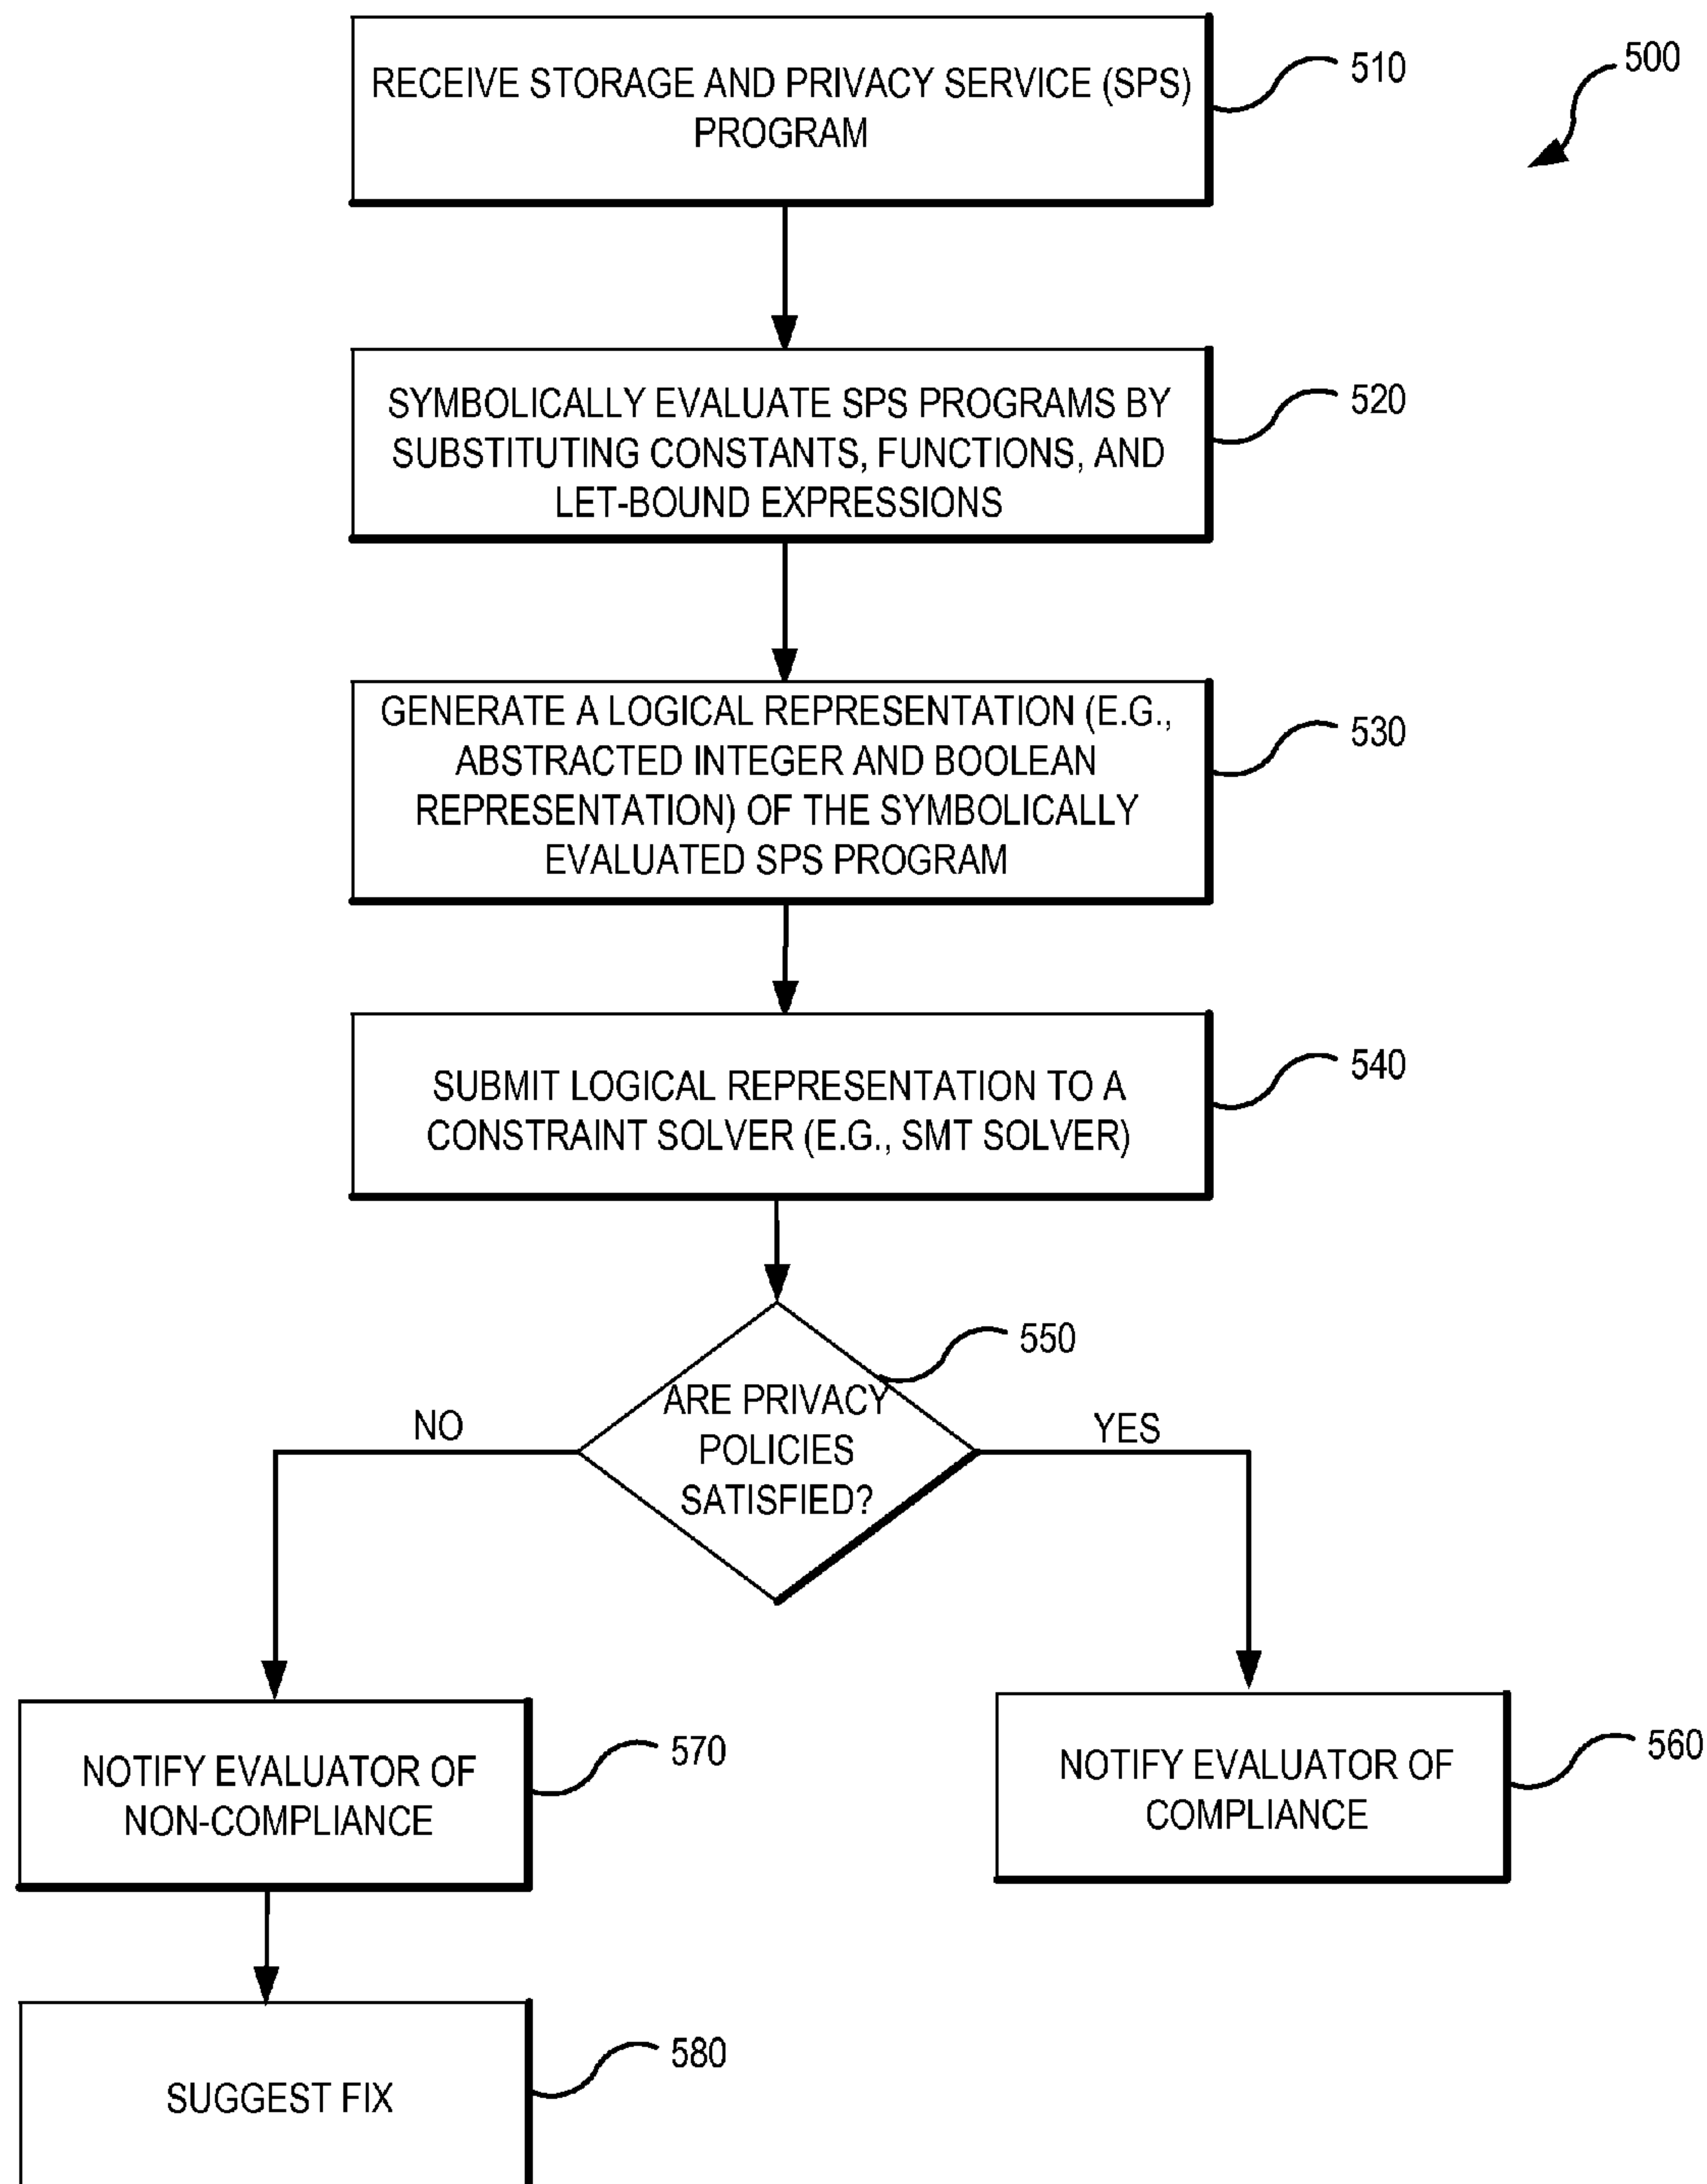 RECEIVE STORAGE AND PRIVACY SERVICE (SPS)
PROGRAM
510
500
SYMBOLICALLY EVALUATE SPS PROGRAMS BY
SUBSTITUTING CONSTANTS, FUNCTIONS, AND
LET-BOUND EXPRESSIONS
520
GENERATE A LOGICAL REPRESENTATION (E.G.,
ABSTRACTED INTEGER AND BOOLEAN
REPRESENTATION) OF THE SYMBOLICALLY
EVALUATED SPS PROGRAM
530
SUBMIT LOGICAL REPRESENTATION TO A
CONSTRAINT SOLVER (E.G., SMT SOLVER)
540
550
ARE PRIVACY
POLICIES
SATISFIED?
NO
YES
NOTIFY EVALUATOR OF
NON-COMPLIANCE
570
NOTIFY EVALUATOR OF
COMPLIANCE
560
SUGGEST FIX
580